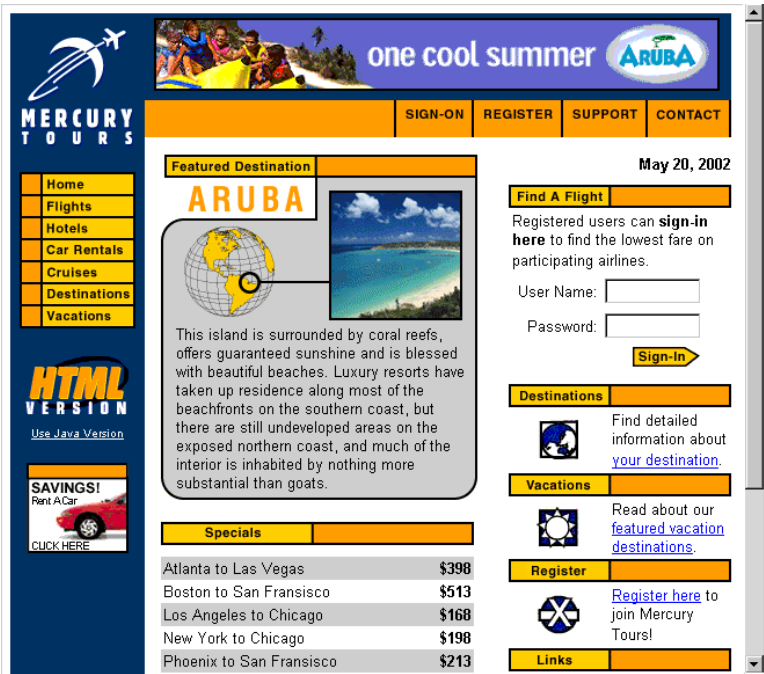 one cool summer ARUBA
MERCURY
TOURS
SIGN-ON REGISTER SUPPORT CONTACT
Home
Flights
Hotels
Car Rentals
Cruises
Destinations
Vacations
HTML
VERSION
Use Java Version
SAVINGS!
Rent A Car
CLICK HERE
Featured Destination
ARUBA
This island is surrounded by coral reefs,
offers guaranteed sunshine and is blessed
with beautiful beaches. Luxury resorts have
taken up residence along most of the
beachfronts on the southern coast, but
there are still undeveloped areas on the
exposed northern coast, and much of the
interior is inhabited by nothing more
substantial than goats.
Specials
Atlanta to Las Vegas $398
Boston to San Fransisco $513
Los Angeles to Chicago $168
New York to Chicago $198
Phoenix to San Fransisco $213
May 20, 2002
Find A Flight
Registered users can sign-in
here to find the lowest fare on
participating airlines.
User Name:
Password:
Sign-In
Destinations
Find detailed
information about
your destination.
Vacations
Read about our
featured vacation
destinations.
Register
Register here to
join Mercury
Tours!
Links